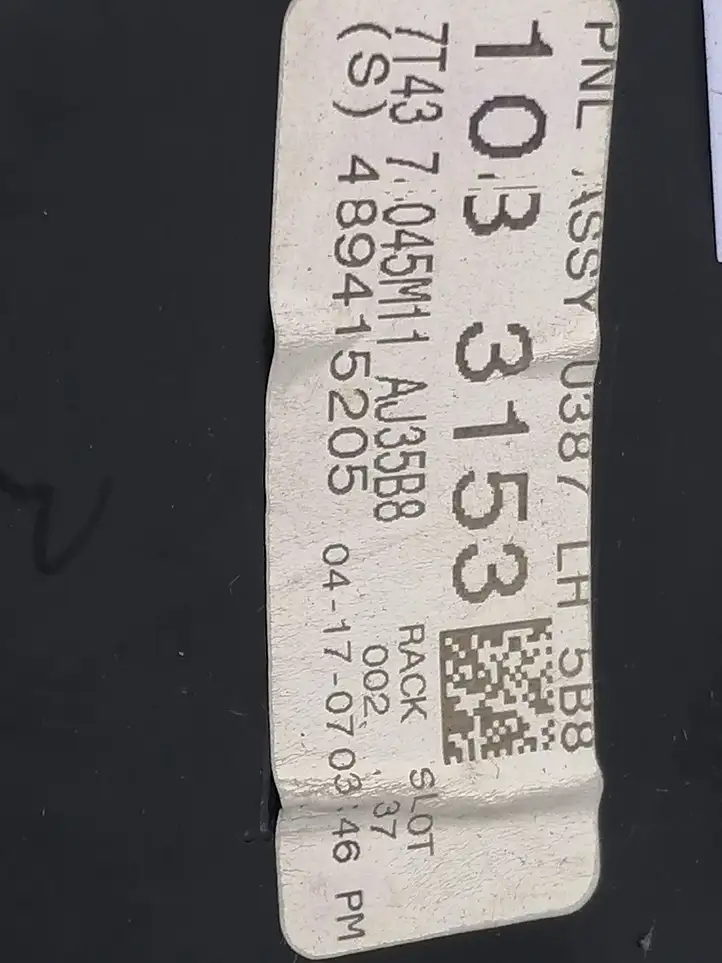 PNL ASSY U387 LH 5B8
103 3153
7T43 7.045M11 AJ35B8
RACK SLOT
002 37
(S) 489415205 04-17-07 03:46 PM